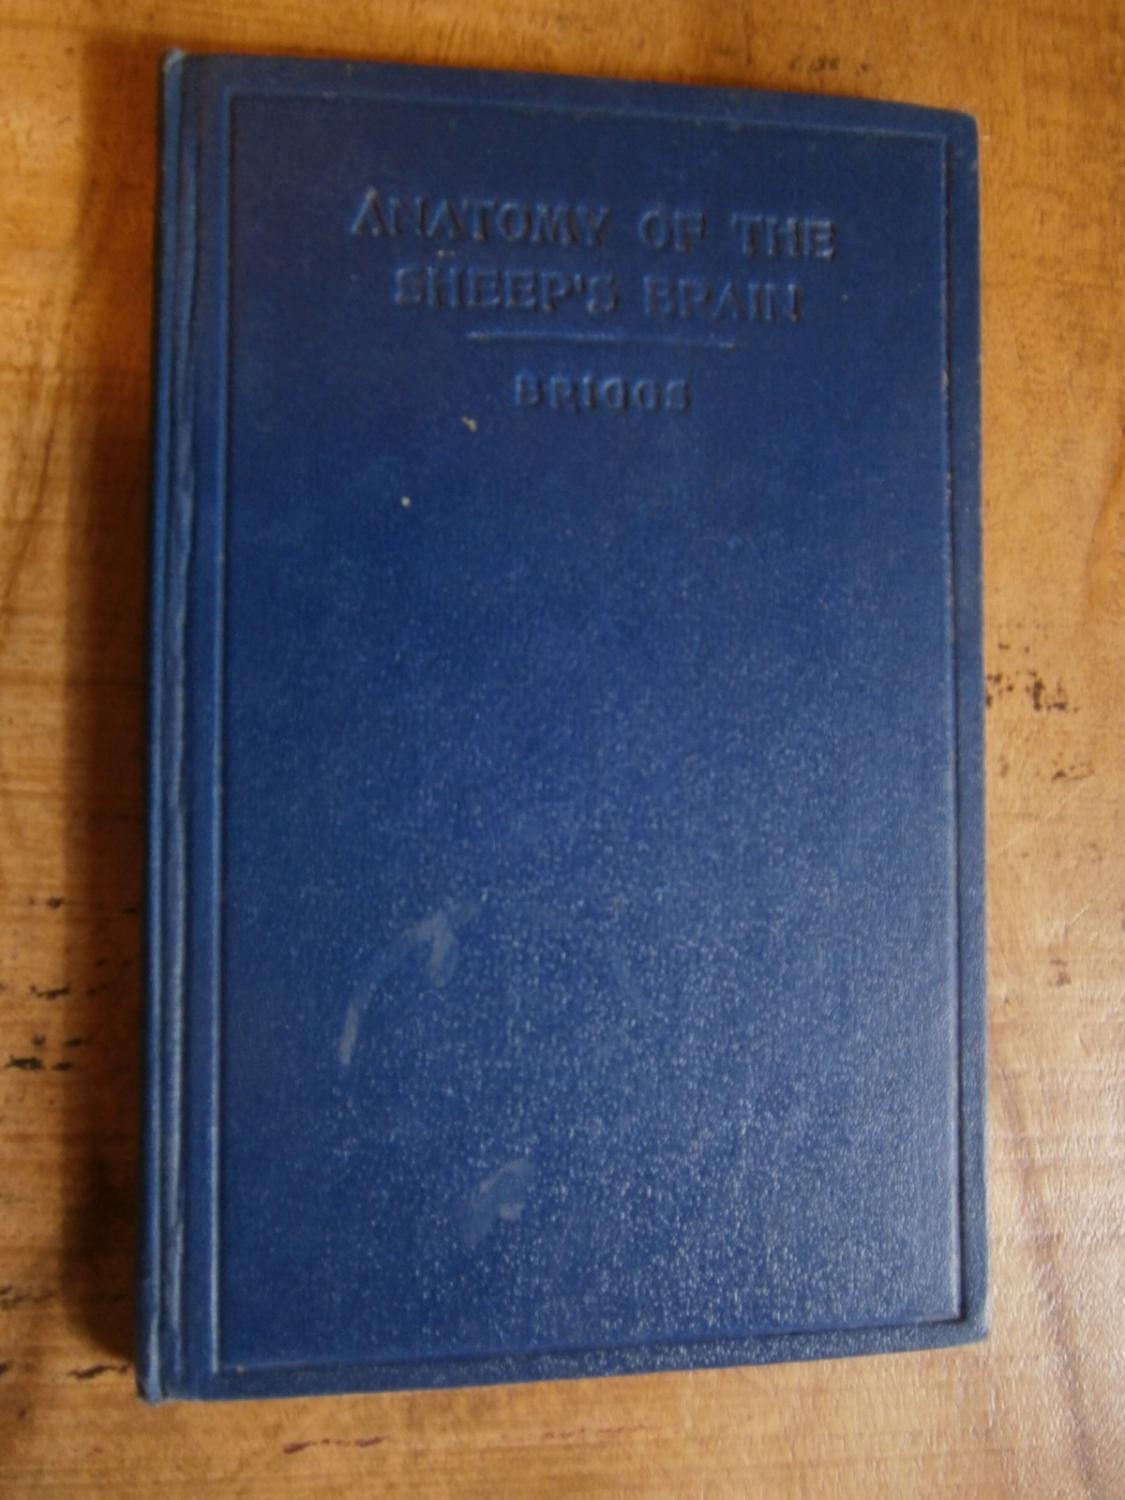 ANATOMY OF THE
SHEEP'S BRAIN
BRIGGS